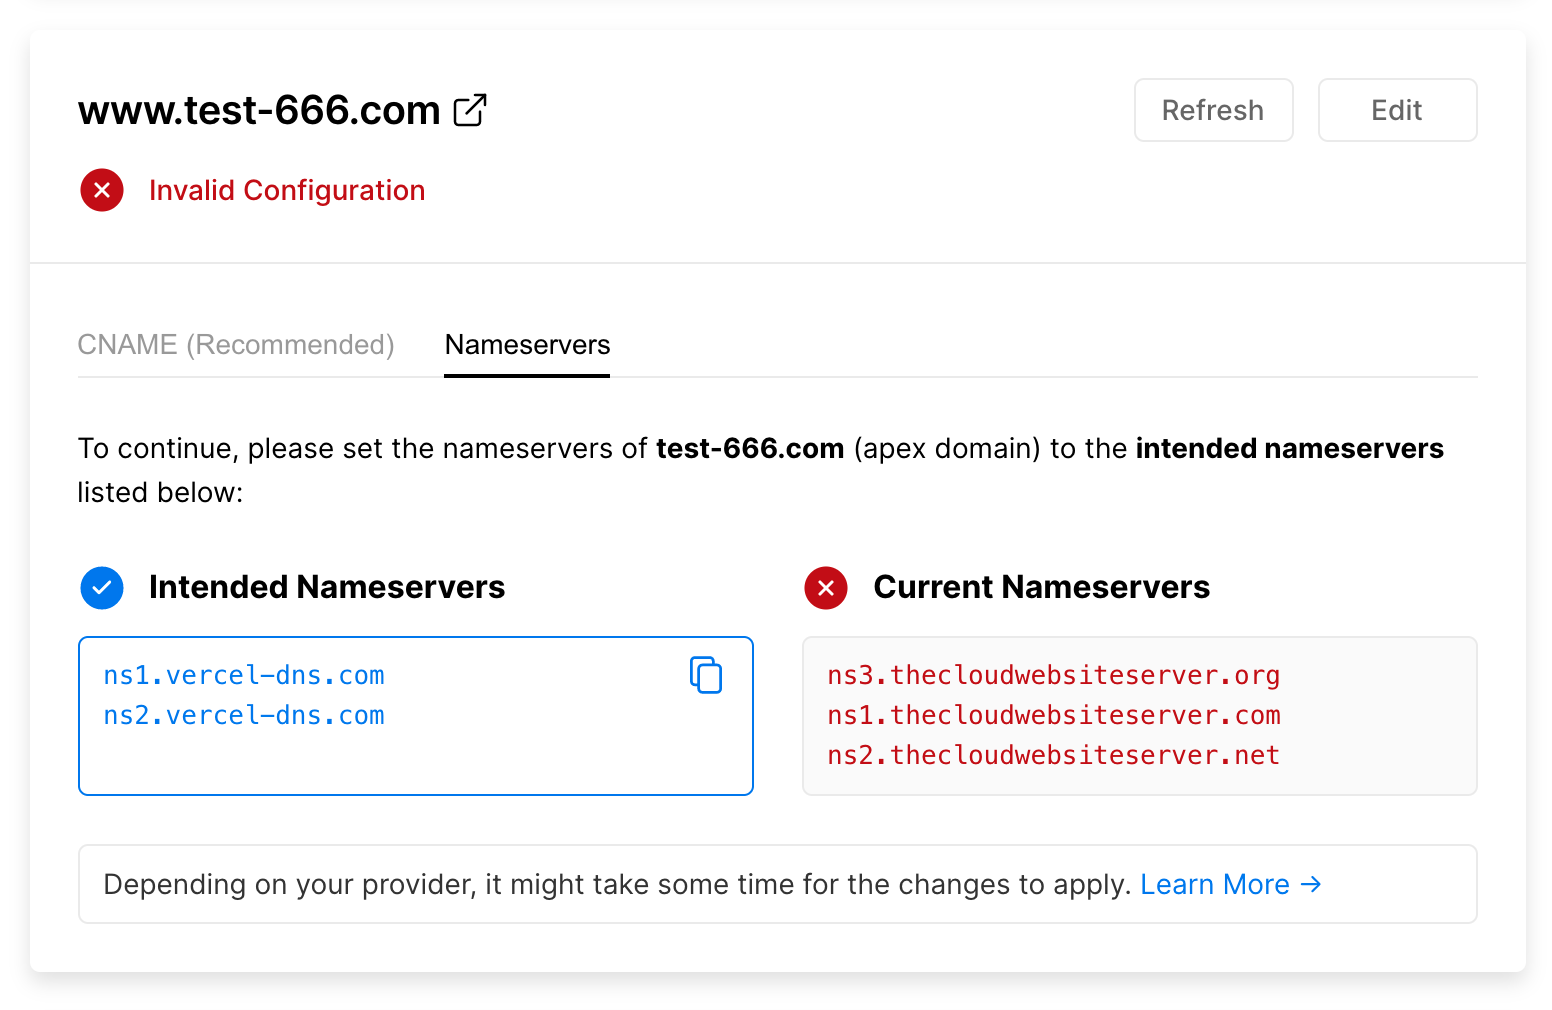 www.test-666.com
Refresh
Edit
Invalid Configuration
CNAME (Recommended)
Nameservers
To continue, please set the nameservers of test-666.com (apex domain) to the intended nameservers
listed below:
Intended Nameservers
ns1.vercel-dns.com
ns2.vercel-dns.com
Current Nameservers
ns3.thecloudwebsiteserver.org
ns1.thecloudwebsiteserver.com
ns2.thecloudwebsiteserver.net
Depending on your provider, it might take some time for the changes to apply. Learn More →